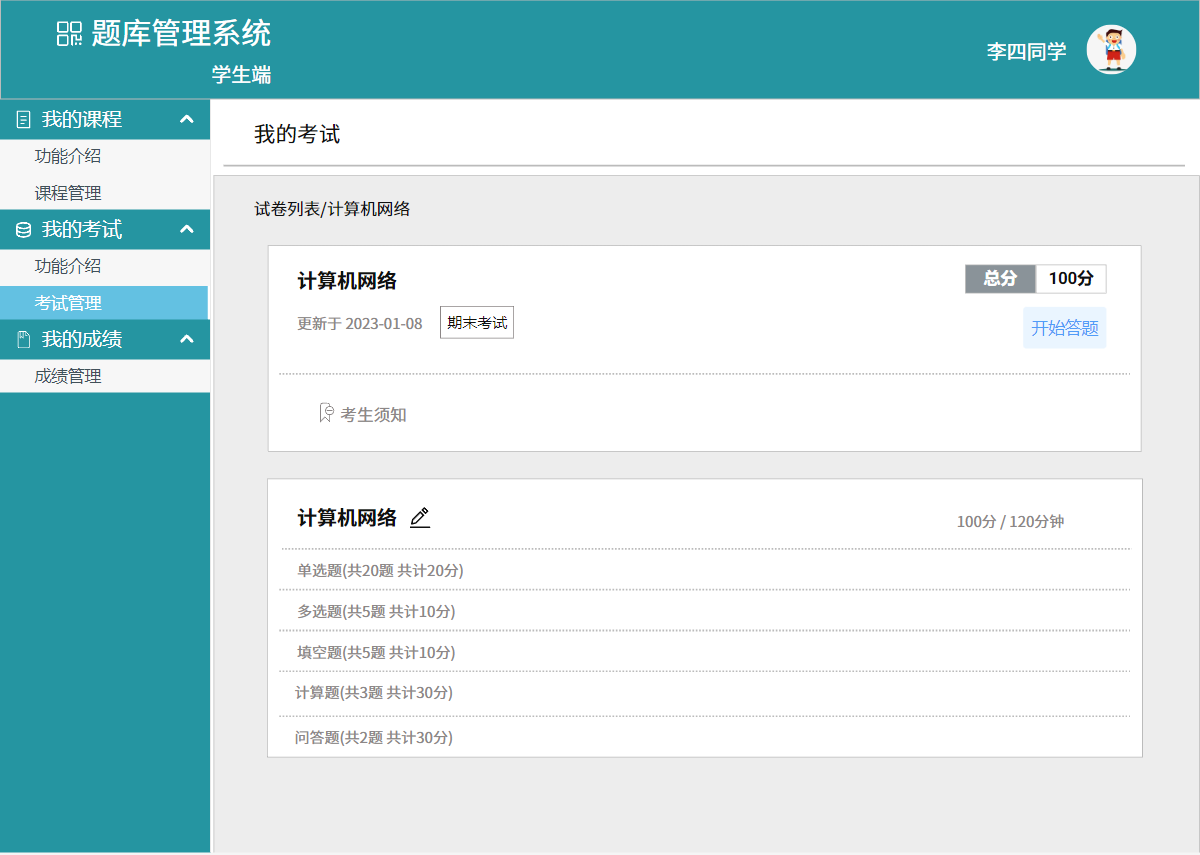 题库管理系统
学生端
李四同学
我的课程
功能介绍
课程管理
我的考试
功能介绍
考试管理
我的成绩
成绩管理
我的考试
试卷列表/计算机网络
计算机网络
总分 100分
更新于 2023-01-08 期末考试
开始答题
考生须知
计算机网络
100分 / 120分钟
单选题(共20题 共计20分)
多选题(共5题 共计10分)
填空题(共5题 共计10分)
计算题(共3题 共计30分)
问答题(共2题 共计30分)